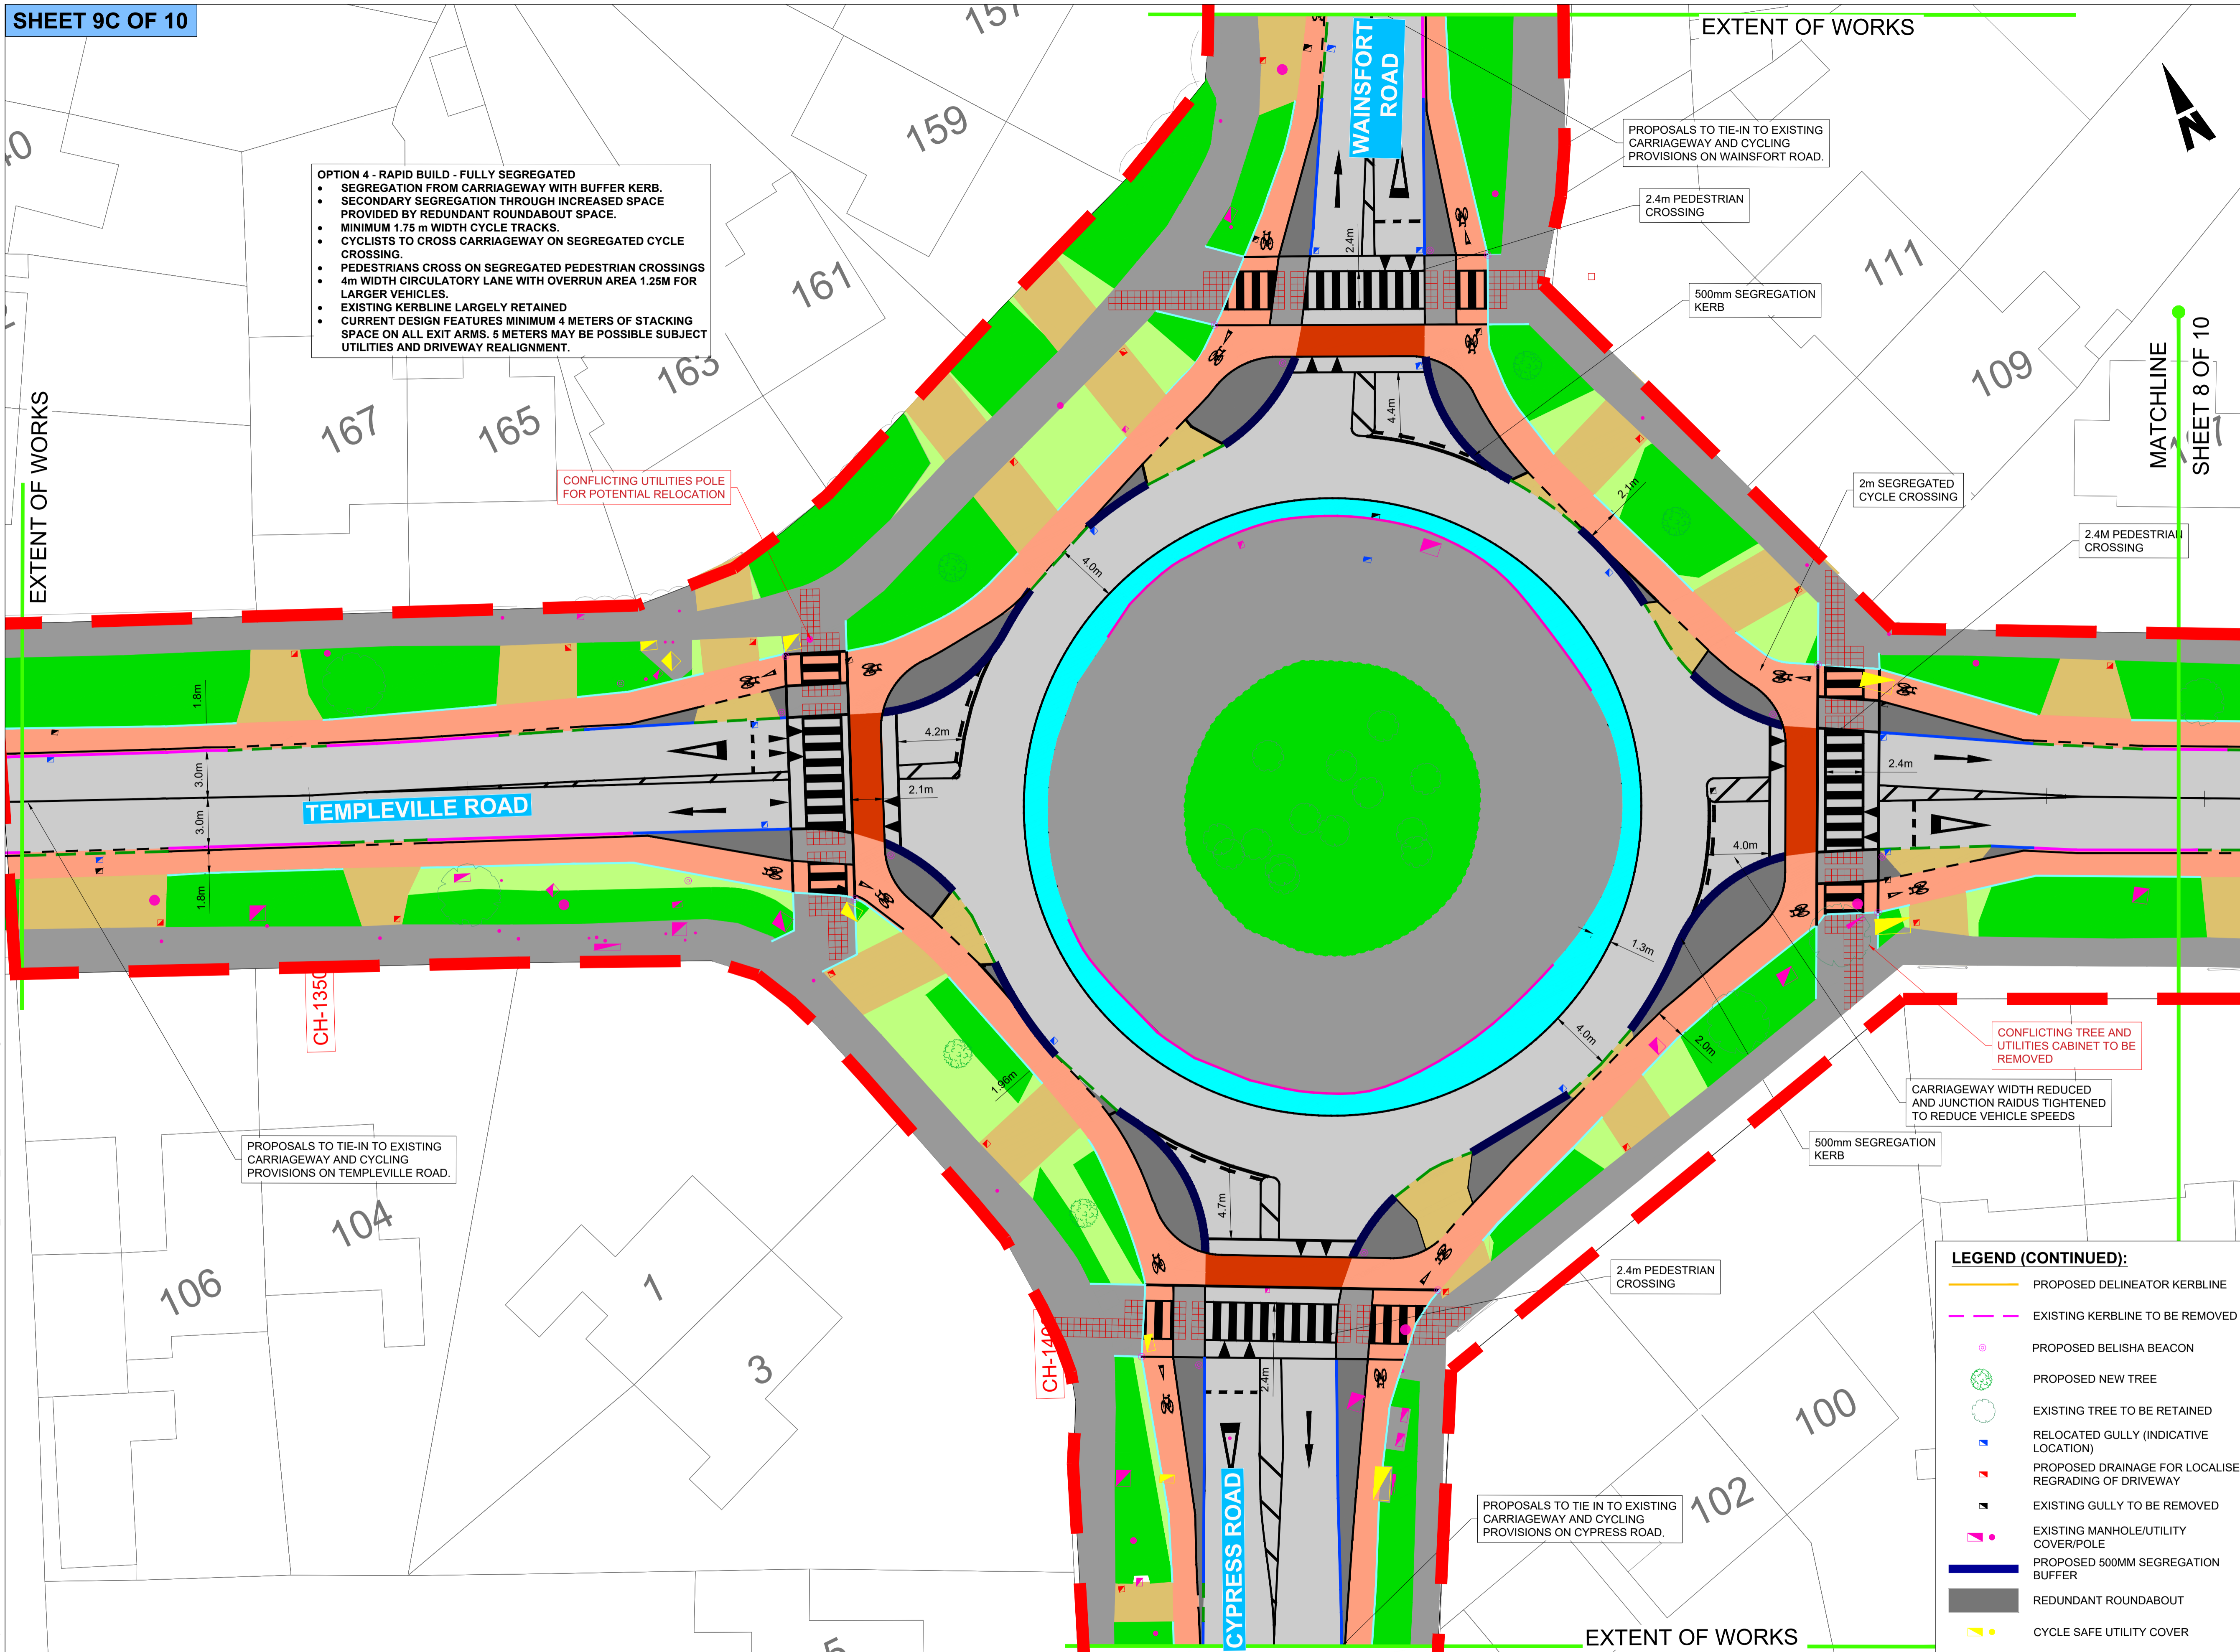 SHEET 9C OF 10
157
EXTENT OF WORKS
WAINSFORT
ROAD
N
159
PROPOSALS TO TIE-IN TO EXISTING
CARRIAGEWAY AND CYCLING
PROVISIONS ON WAINSFORT ROAD.
OPTION 4 - RAPID BUILD - FULLY SEGREGATED
• SEGREGATION FROM CARRIAGEWAY WITH BUFFER KERB.
• SECONDARY SEGREGATION THROUGH INCREASED SPACE
PROVIDED BY REDUNDANT ROUNDABOUT SPACE.
• MINIMUM 1.75 m WIDTH CYCLE TRACKS.
• CYCLISTS TO CROSS CARRIAGEWAY ON SEGREGATED CYCLE
CROSSING.
• PEDESTRIANS CROSS ON SEGREGATED PEDESTRIAN CROSSINGS
• 4m WIDTH CIRCULATORY LANE WITH OVERRUN AREA 1.25M FOR
LARGER VEHICLES.
• EXISTING KERBLINE LARGELY RETAINED
• CURRENT DESIGN FEATURES MINIMUM 4 METERS OF STACKING
SPACE ON ALL EXIT ARMS. 5 METERS MAY BE POSSIBLE SUBJECT
UTILITIES AND DRIVEWAY REALIGNMENT.
2.4m PEDESTRIAN
CROSSING
2.4m
111
161
500mm SEGREGATION
KERB
163
109
MATCHLINE
SHEET 8 OF 10
EXTENT OF WORKS
167
165
4.4m
CONFLICTING UTILITIES POLE
FOR POTENTIAL RELOCATION
2.1m
2m SEGREGATED
CYCLE CROSSING
2.4M PEDESTRIAN
CROSSING
4.0m
1.8m
4.2m
2.4m
3.0m
2.1m
TEMPLEVILLE ROAD
3.0m
4.0m
1.8m
1.3m
CH-1350
4.0m
2.0m
CONFLICTING TREE AND
UTILITIES CABINET TO BE
REMOVED
1.96m
CARRIAGEWAY WIDTH REDUCED
AND JUNCTION RAIDUS TIGHTENED
TO REDUCE VEHICLE SPEEDS
PROPOSALS TO TIE-IN TO EXISTING
CARRIAGEWAY AND CYCLING
PROVISIONS ON TEMPLEVILLE ROAD.
500mm SEGREGATION
KERB
4.7m
104
106
1
3
2.4m PEDESTRIAN
CROSSING
2.4m
100
102
CYPRESS ROAD
PROPOSALS TO TIE IN TO EXISTING
CARRIAGEWAY AND CYCLING
PROVISIONS ON CYPRESS ROAD.
EXTENT OF WORKS
LEGEND (CONTINUED):
PROPOSED DELINEATOR KERBLINE
EXISTING KERBLINE TO BE REMOVED
PROPOSED BELISHA BEACON
PROPOSED NEW TREE
EXISTING TREE TO BE RETAINED
RELOCATED GULLY (INDICATIVE
LOCATION)
PROPOSED DRAINAGE FOR LOCALISE
REGRADING OF DRIVEWAY
EXISTING GULLY TO BE REMOVED
EXISTING MANHOLE/UTILITY
COVER/POLE
PROPOSED 500MM SEGREGATION
BUFFER
REDUNDANT ROUNDABOUT
CYCLE SAFE UTILITY COVER